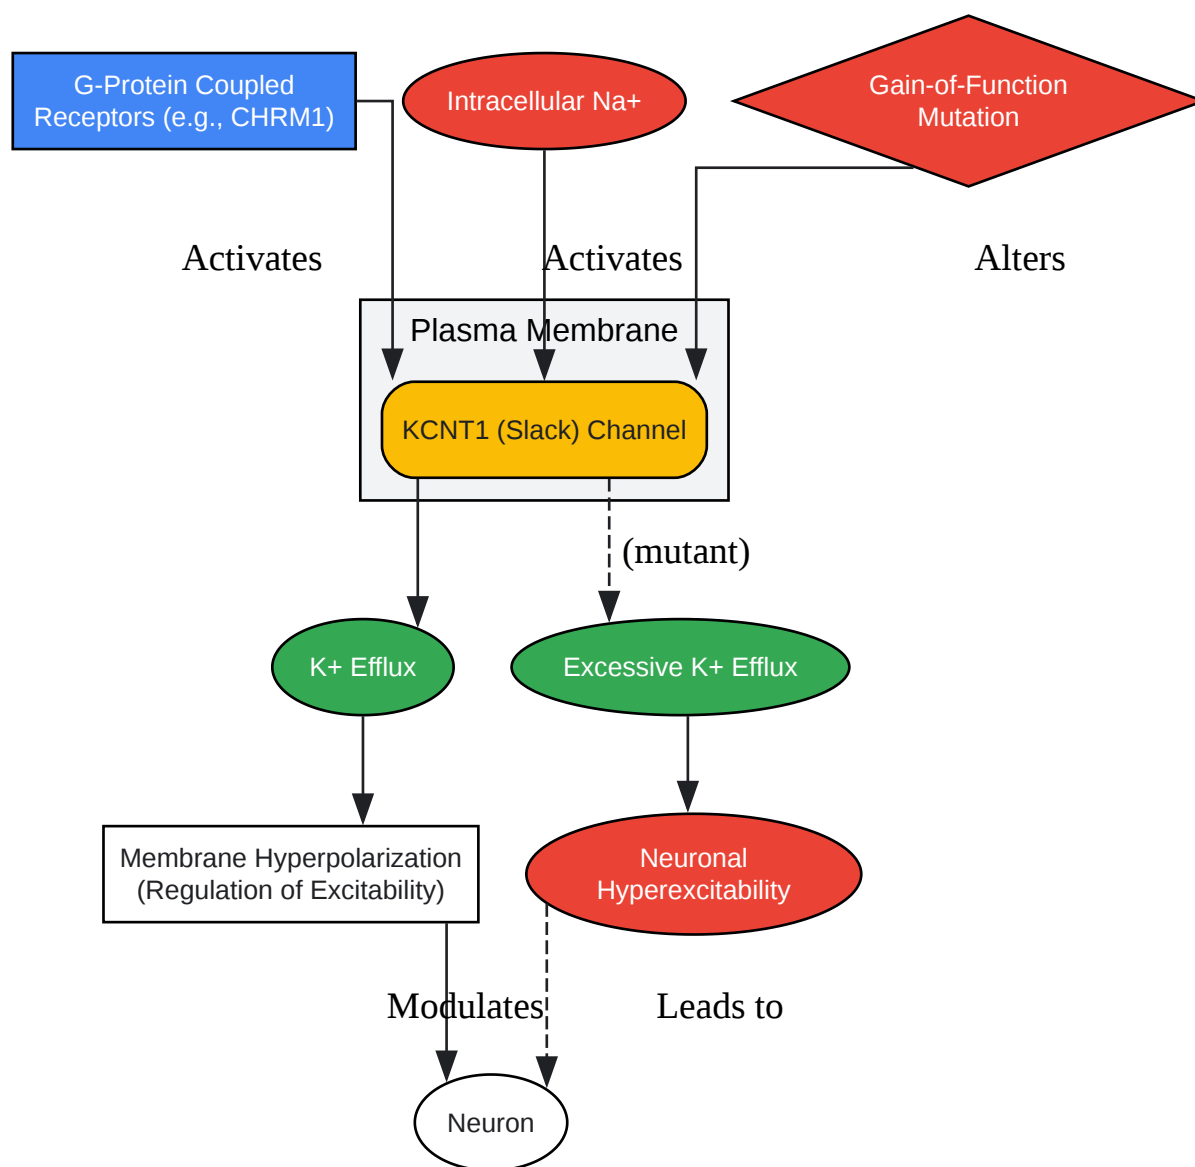 G-Protein Coupled
Receptors (e.g., CHRM1)
Intracellular Na+
Gain-of-Function
Mutation
Activates
Activates
Alters
Plasma Membrane
KCNT1 (Slack) Channel
(mutant)
K+ Efflux
Excessive K+ Efflux
Membrane Hyperpolarization
(Regulation of Excitability)
Neuronal
Hyperexcitability
Modulates
Leads to
Neuron